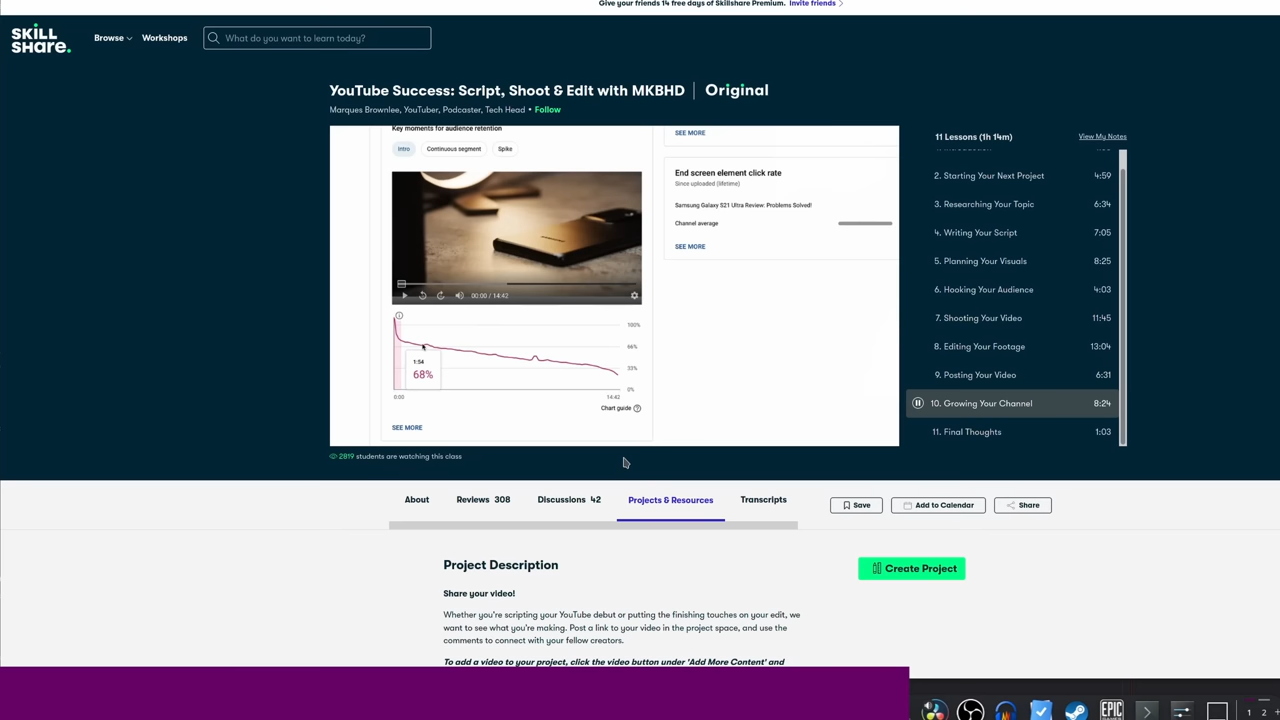 Give your friends 14 free days of Skillshare Premium. Invite friends
SKILL
SHARE.
Browse
Workshops
What do you want to learn today?
YouTube Success: Script, Shoot & Edit with MKBHD | Original
Marques Brownlee, YouTuber, Podcaster, Tech Head • Follow
Key moments for audience retention
Intro
Continuous segment
Spike
00:00 / 14:42
100%
66%
33%
0%
1:54
68%
0:00
14:42
Chart guide
SEE MORE
SEE MORE
End screen element click rate
Since uploaded (lifetime)
Samsung Galaxy S21 Ultra Review: Problems Solved!
Channel average
SEE MORE
11 Lessons (1h 14m)
View My Notes
2. Starting Your Next Project 4:59
3. Researching Your Topic 6:34
4. Writing Your Script 7:05
5. Planning Your Visuals 8:25
6. Hooking Your Audience 4:03
7. Shooting Your Video 11:45
8. Editing Your Footage 13:04
9. Posting Your Video 6:31
10. Growing Your Channel 8:24
11. Final Thoughts 1:03
2819 students are watching this class
About
Reviews 308
Discussions 42
Projects & Resources
Transcripts
Save
Add to Calendar
Share
Project Description
Create Project
Share your video!
Whether you're scripting your YouTube debut or putting the finishing touches on your edit, we
want to see what you're making. Post a link to your video in the project space, and use the
comments to connect with your fellow creators.
To add a video to your project, click the video button under 'Add More Content' and
EPIC
1 2